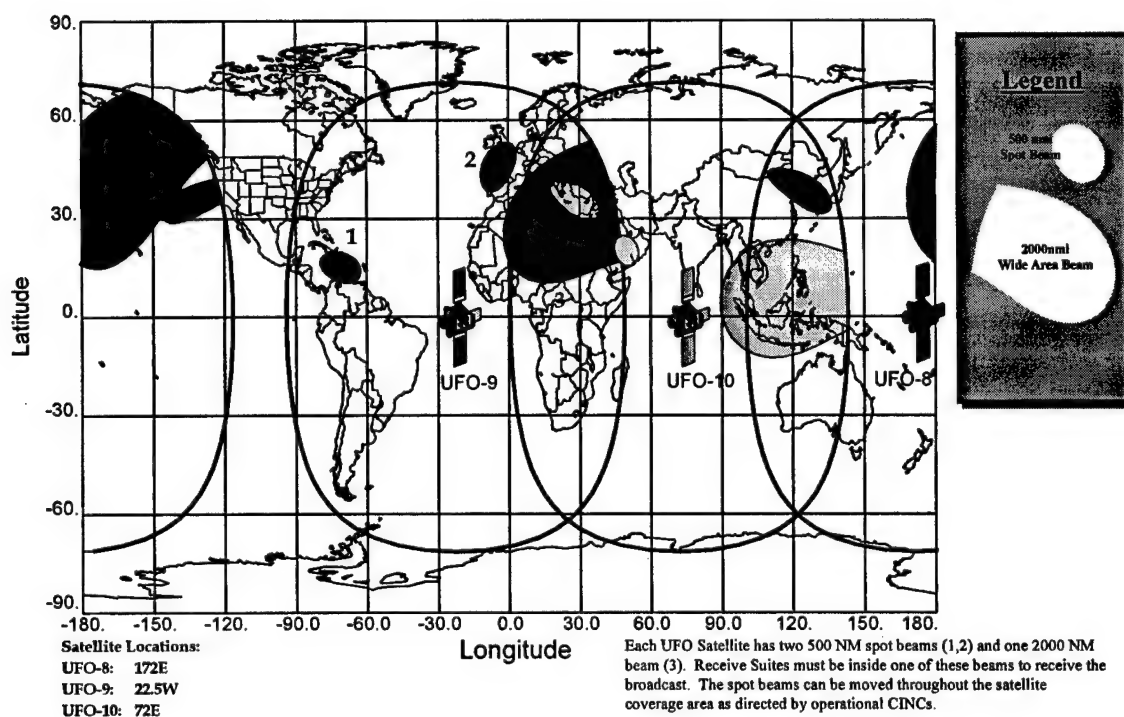 90.
60.
30.
0.
-30.
-60.
-90.
Latitude
-180.
-150.
-120.
-90.0
-60.0
-30.0
0.0
30.0
60.0
90.0
120.0
150.0
180.
Longitude
1
2
3
UFO-9
UFO-10
UFO-8
Legend
500 nmi
Spot Beam
2000nmi
Wide Area Beam
Satellite Locations:
UFO-8: 172E
UFO-9: 22.5W
UFO-10: 72E
Each UFO Satellite has two 500 NM spot beams (1,2) and one 2000 NM
beam (3). Receive Suites must be inside one of these beams to receive the
broadcast. The spot beams can be moved throughout the satellite
coverage area as directed by operational CINCs.